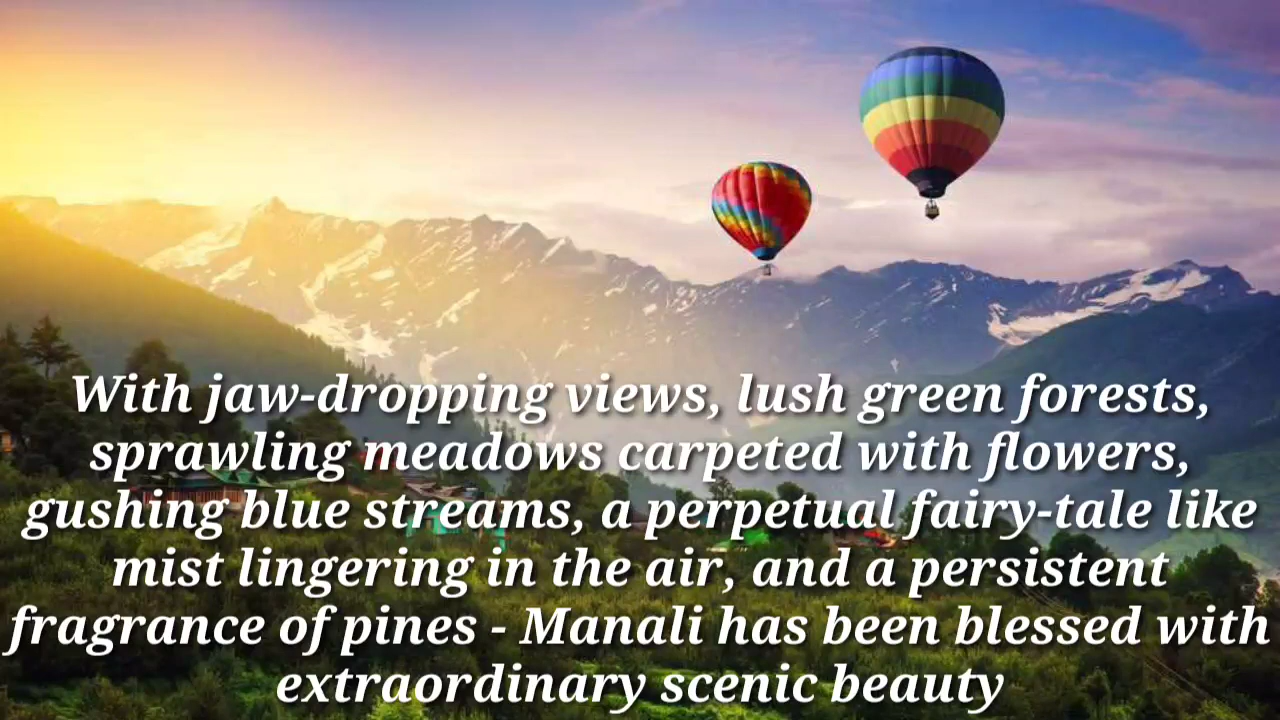 With jaw-dropping views, lush green forests,
sprawling meadows carpeted with flowers,
gushing blue streams, a perpetual fairy-tale like
mist lingering in the air, and a persistent
fragrance of pines - Manali has been blessed with
extraordinary scenic beauty